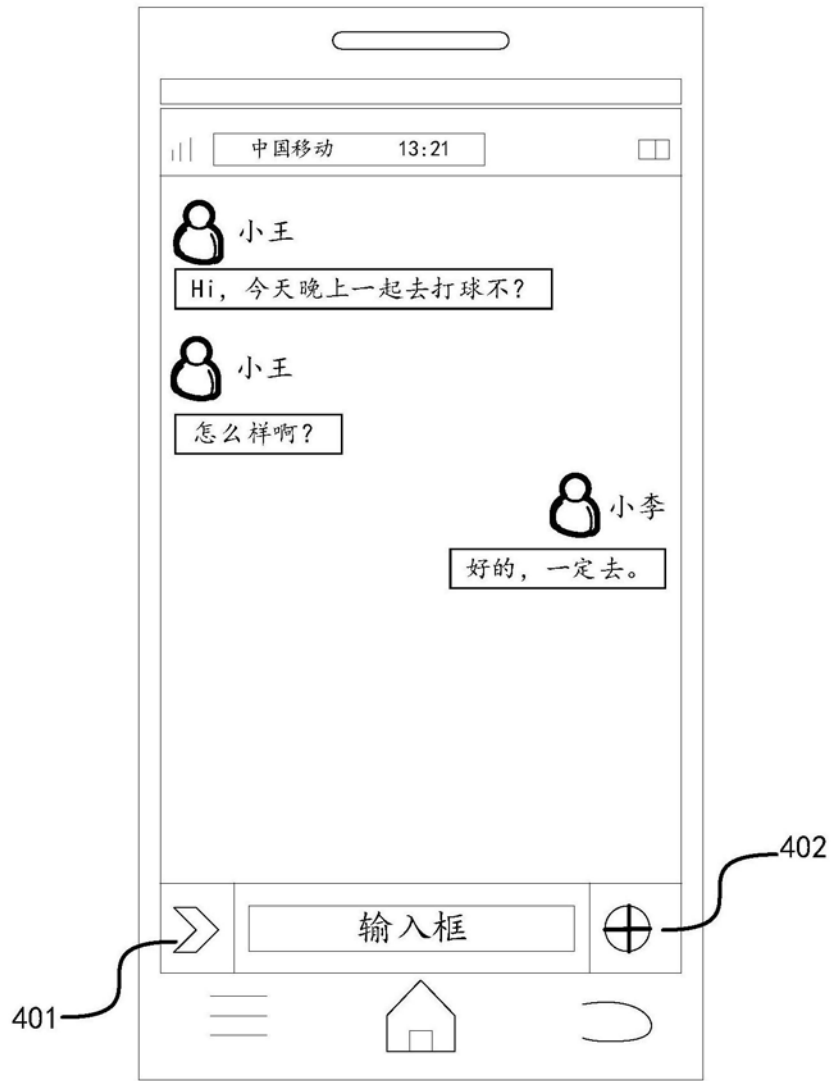 中国移动 13:21
小王
Hi, 今天晚上一起去打球不?
小王
怎么样啊?
小李
好的, 一定去。
402
输入框
401